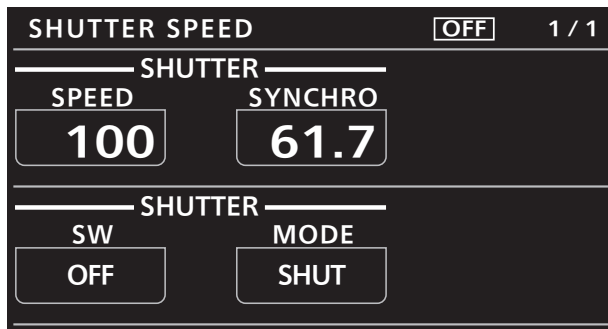 SHUTTER SPEED OFF 1 / 1
SHUTTER
SPEED SYNCHRO
100 61.7
SHUTTER
SW MODE
OFF SHUT